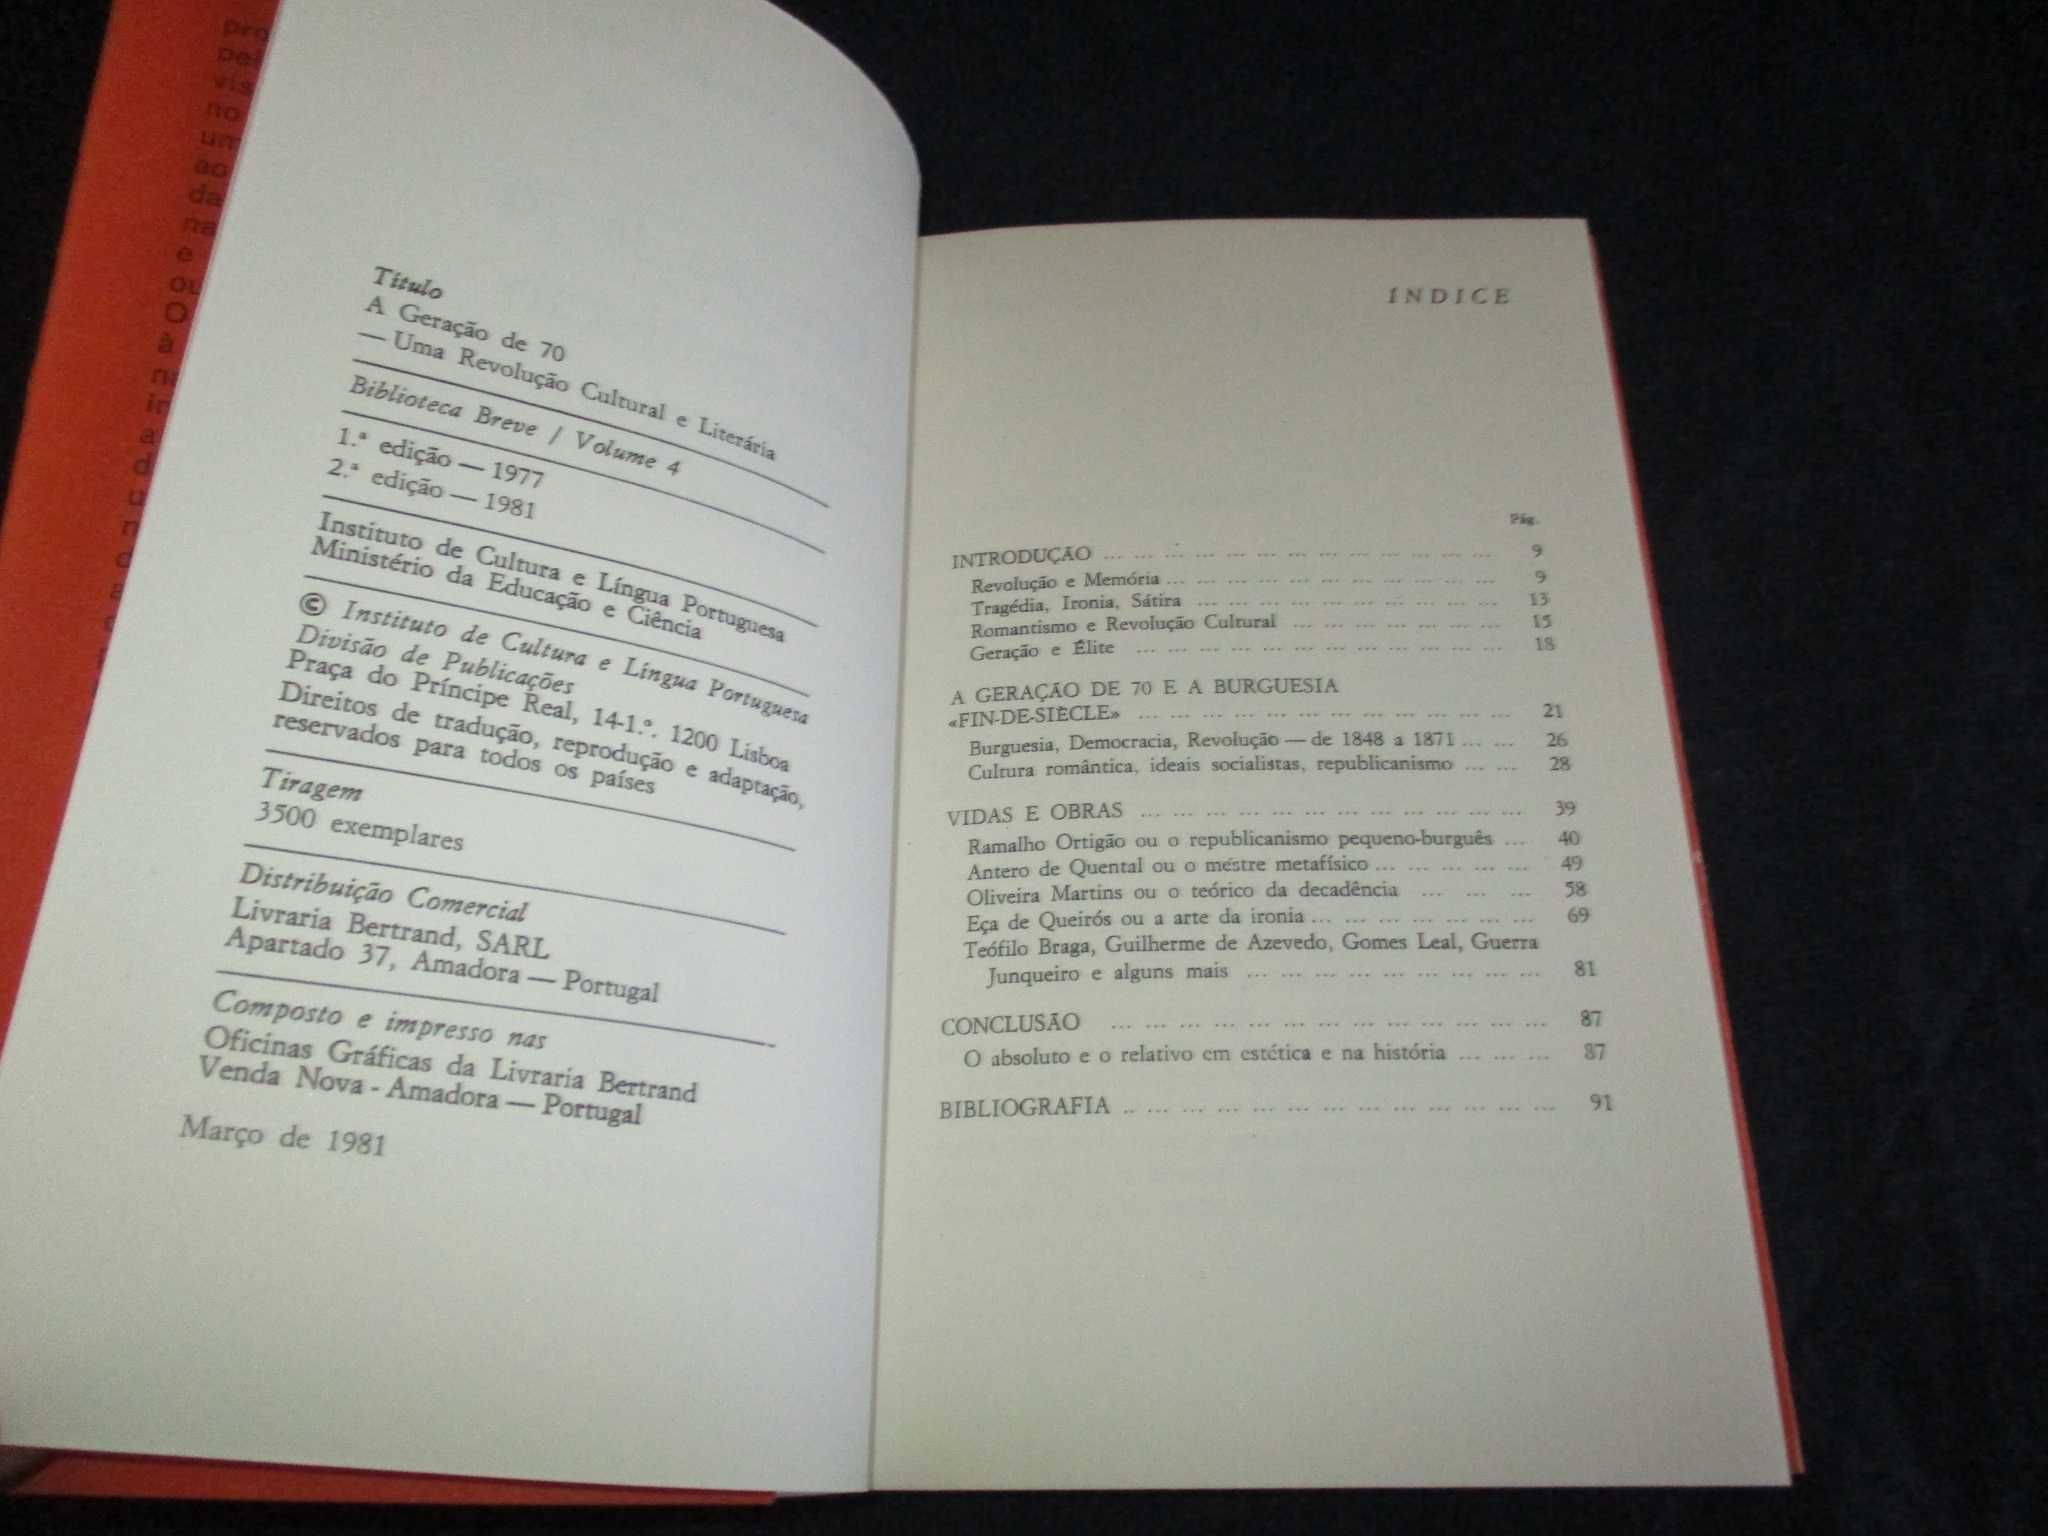 Título
A Geração de 70
— Uma Revolução Cultural e Literária
Biblioteca Breve / Volume 4
1.ª edição — 1977
2.ª edição — 1981
Instituto de Cultura e Língua Portuguesa
Ministério da Educação e Ciência
© Instituto de Cultura e Língua Portuguesa
Divisão de Publicações
Praça do Príncipe Real, 14-1.º. 1200 Lisboa
Direitos de tradução, reprodução e adaptação,
reservados para todos os países
Tiragem
3500 exemplares
Distribuição Comercial
Livraria Bertrand, SARL
Apartado 37, Amadora — Portugal
Composto e impresso nas
Oficinas Gráficas da Livraria Bertrand
Venda Nova - Amadora — Portugal
Março de 1981
ÍNDICE
Pág.
INTRODUÇÃO ... ... ... ... ... ... ... ... ... ... ... ... ... 9
Revolução e Memória ... ... ... ... ... ... ... ... ... ... ... 9
Tragédia, Ironia, Sátira ... ... ... ... ... ... ... ... ... ... 13
Romantismo e Revolução Cultural ... ... ... ... ... ... ... 15
Geração e Élite ... ... ... ... ... ... ... ... ... ... ... ... 18
A GERAÇÃO DE 70 E A BURGUESIA
«FIN-DE-SIÈCLE» ... ... ... ... ... ... ... ... ... ... ... ... 21
Burguesia, Democracia, Revolução — de 1848 a 1871 ... ... 26
Cultura romântica, ideais socialistas, republicanismo ... ... 28
VIDAS E OBRAS ... ... ... ... ... ... ... ... ... ... ... ... 39
Ramalho Ortigão ou o republicanismo pequeno-burguês ... 40
Antero de Quental ou o mestre metafísico ... ... ... ... ... 49
Oliveira Martins ou o teórico da decadência ... ... ... 58
Eça de Queirós ou a arte da ironia ... ... ... ... ... ... ... 69
Teófilo Braga, Guilherme de Azevedo, Gomes Leal, Guerra
Junqueiro e alguns mais ... ... ... ... ... ... ... ... ... 81
CONCLUSÃO ... ... ... ... ... ... ... ... ... ... ... ... ... 87
O absoluto e o relativo em estética e na história ... ... ... 87
BIBLIOGRAFIA .. ... ... ... ... ... ... ... ... ... ... ... ... 91